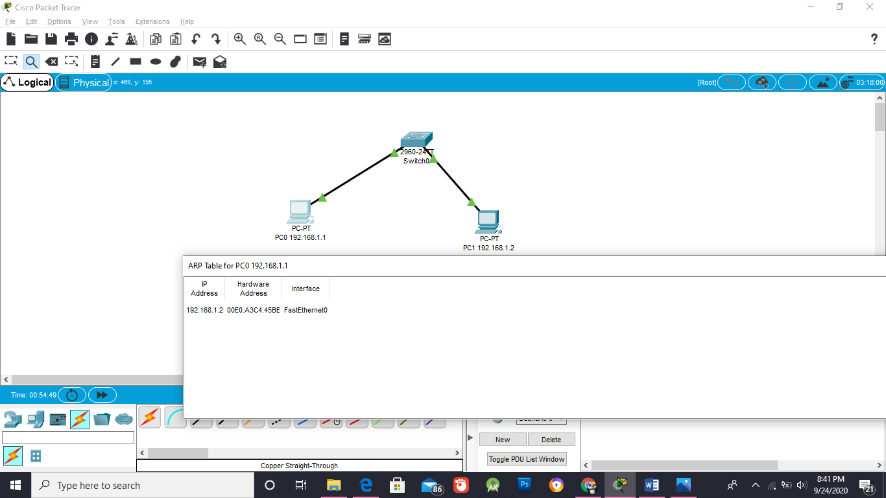 Cisco Packet Tracer
File Edit Options View Tools Extensions Help
?
Logical Physical x: 469, y: 195 [Root] 03:18:00
2960-24TT
Switch0
PC-PT
PC0 192.168.1.1
PC-PT
PC1 192.168.1.2
ARP Table for PC0 192.168.1.1
IP Address Hardware Address Interface
192.168.1.2 00E0.A3C4.45BE FastEthernet0
Time: 00:54:49
New Delete
Toggle PDU List Window
Copper Straight-Through
Type here to search
Ps
W
86
8:41 PM
9/24/2020
21